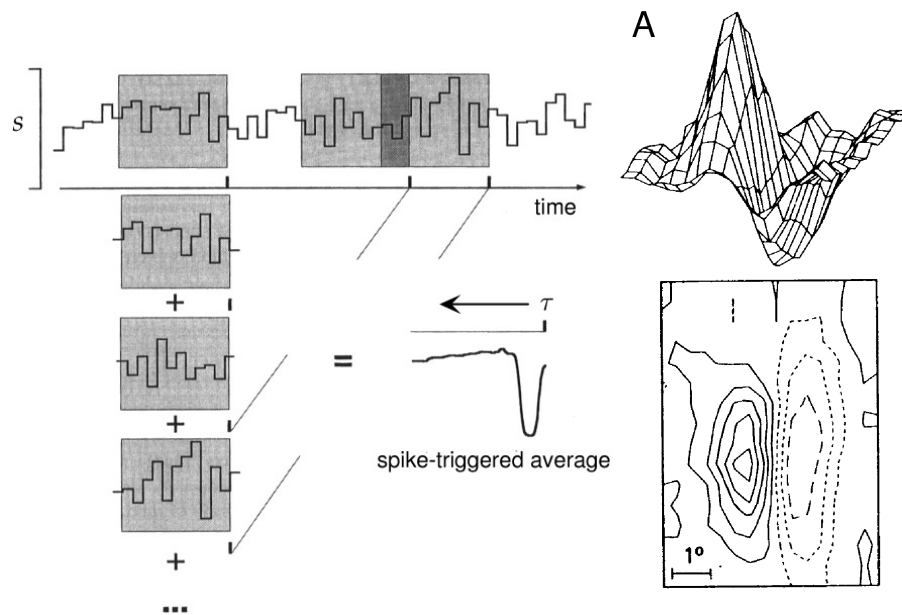 A
s
time
+
τ
=
+
spike-triggered average
+
...
1°